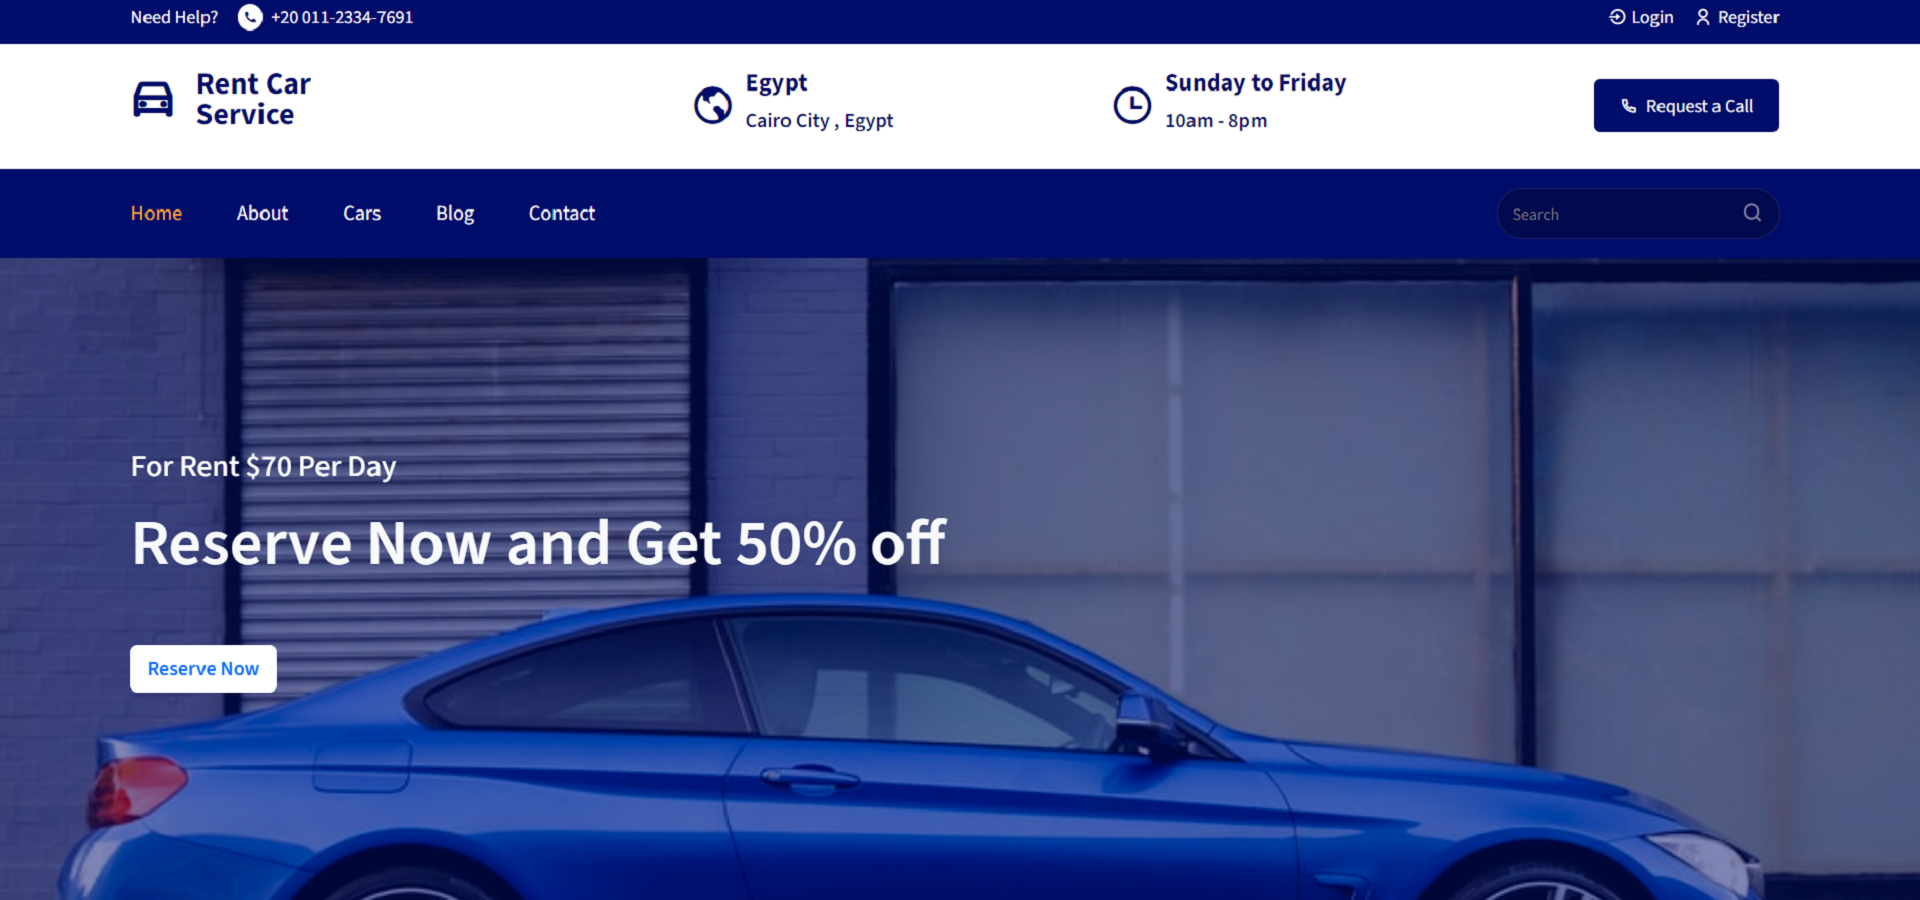 Need Help? +20 011-2334-7691 Login Register
Rent Car
Service
Egypt
Cairo City , Egypt
Sunday to Friday
10am - 8pm
Request a Call
Home About Cars Blog Contact Search
For Rent $70 Per Day
Reserve Now and Get 50% off
Reserve Now